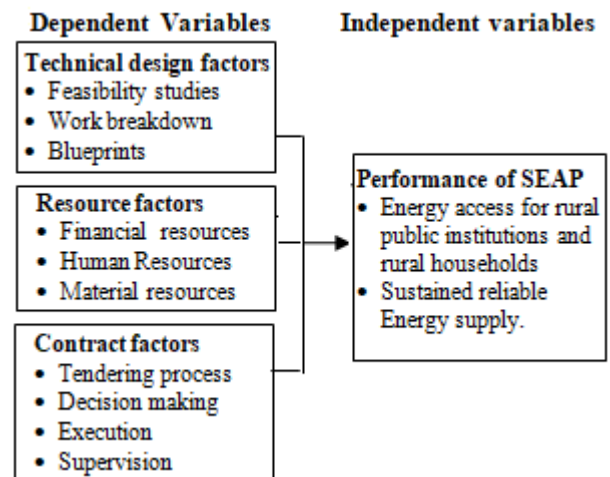 Dependent Variables
Independent variables
Technical design factors
• Feasibility studies
• Work breakdown
• Blueprints
Resource factors
• Financial resources
• Human Resources
• Material resources
Contract factors
• Tendering process
• Decision making
• Execution
• Supervision
Performance of SEAP
• Energy access for rural
public institutions and
rural households
• Sustained reliable
Energy supply.